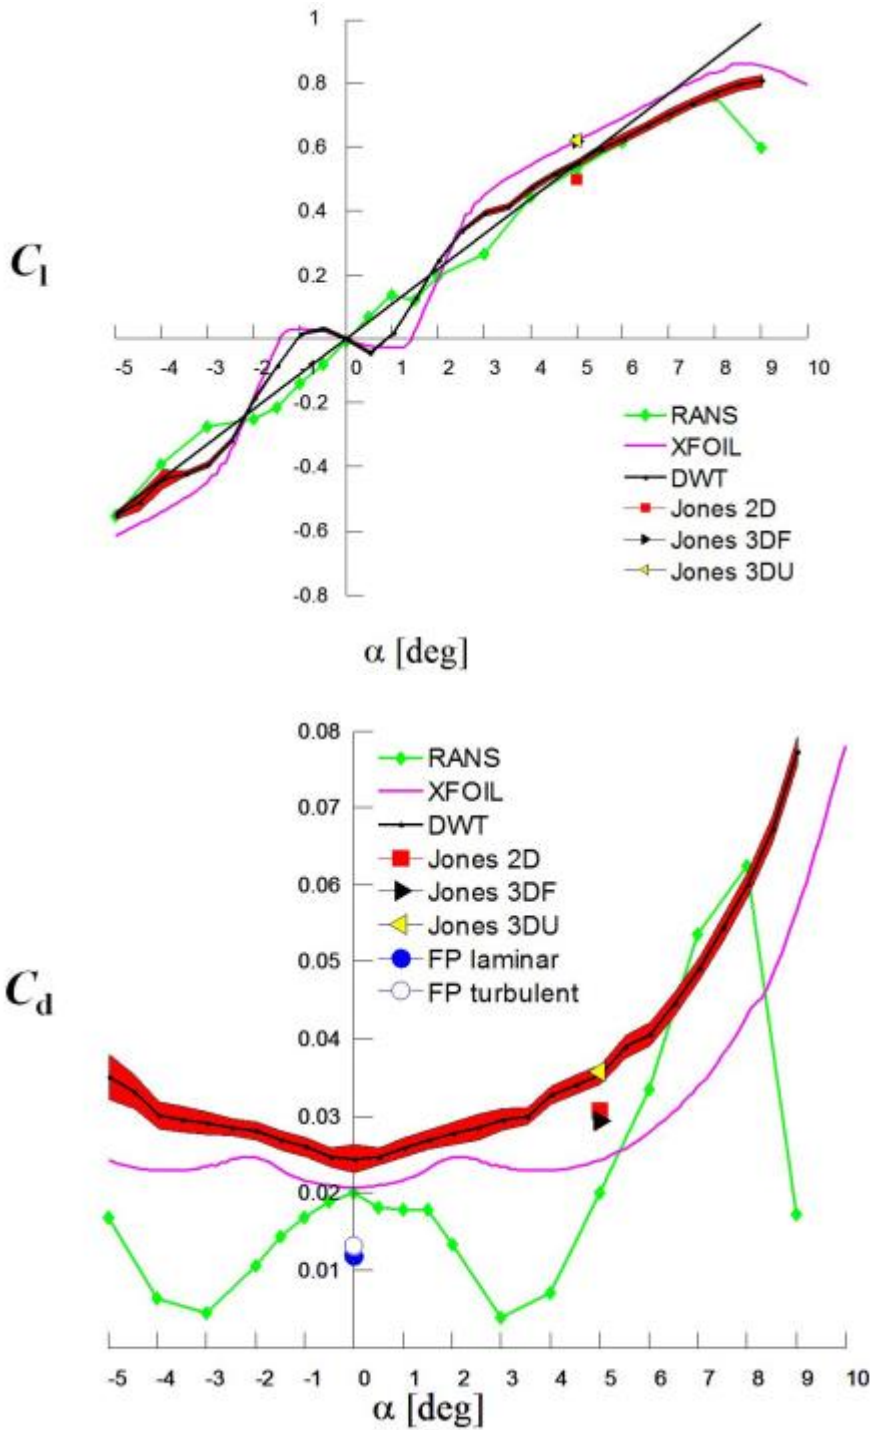 1
0.8
0.6
0.4
0.2
Cl
-5 -4 -3 -2 -1 0 1 2 3 4 5 6 7 8 9 10
-0.2
-0.4
-0.6
-0.8
RANS
XFOIL
DWT
Jones 2D
Jones 3DF
Jones 3DU
α [deg]
0.08
0.07
0.06
0.05
0.04
0.03
0.02
0.01
RANS
XFOIL
DWT
Jones 2D
Jones 3DF
Jones 3DU
FP laminar
FP turbulent
Cd
-5 -4 -3 -2 -1 0 1 2 3 4 5 6 7 8 9 10
α [deg]